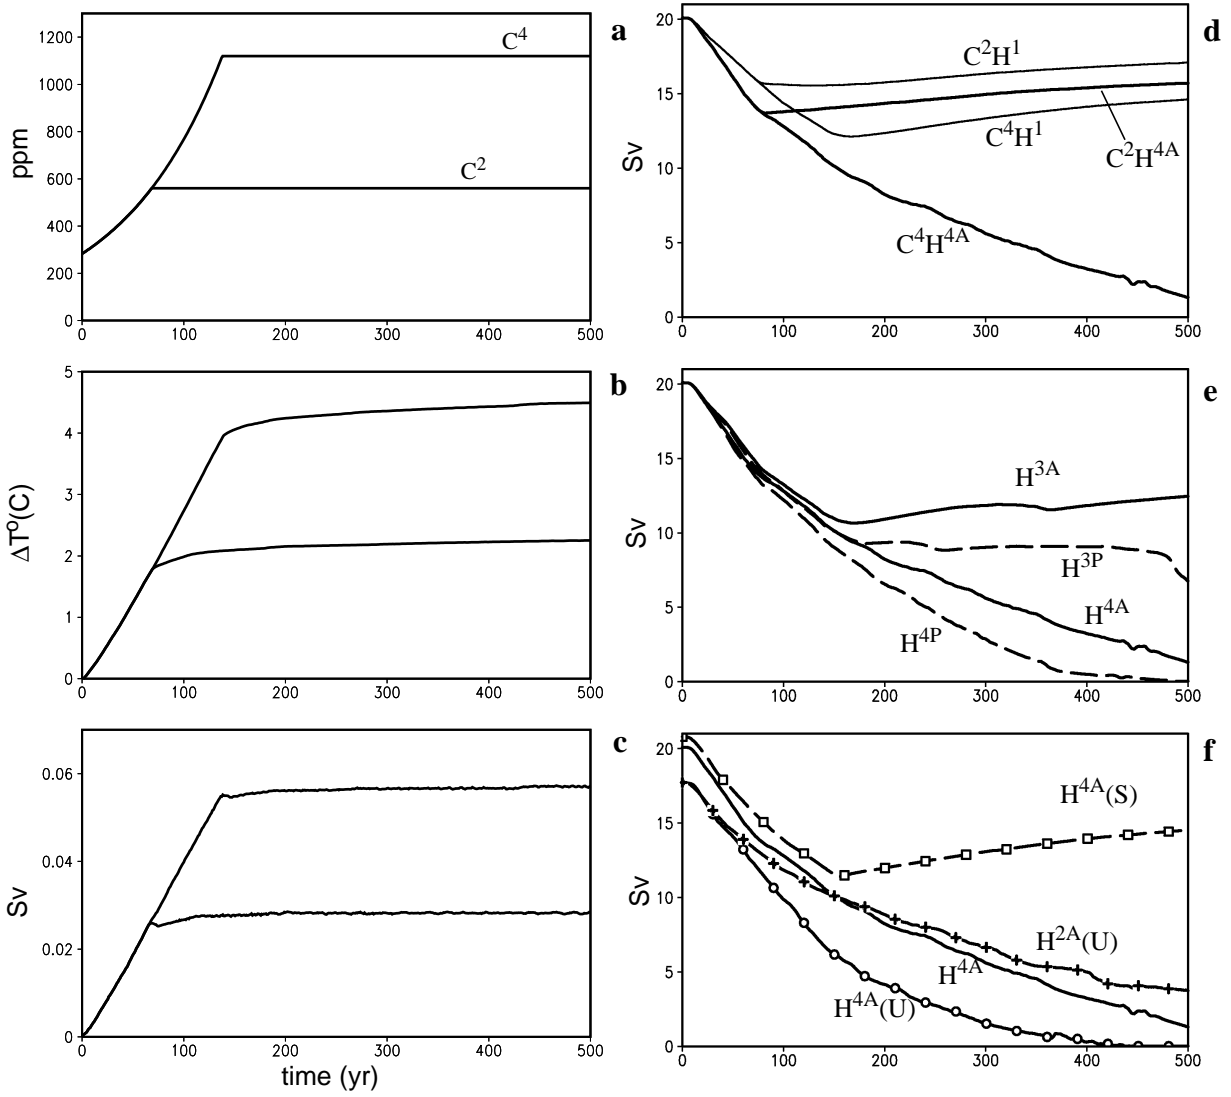 a
ppm
1200
1000
800
600
400
200
0
C⁴
C²
0 100 200 300 400 500
b
ΔT°(C)
5
4
3
2
1
0
0 100 200 300 400 500
c
Sv
0.06
0.04
0.02
0
0 100 200 300 400 500
time (yr)
d
Sv
20
15
10
5
0
C²H¹
C⁴H¹
C²H⁴ᴬ
C⁴H⁴ᴬ
0 100 200 300 400 500
e
Sv
20
15
10
5
0
H³ᴬ
H³ᴾ
H⁴ᴬ
H⁴ᴾ
0 100 200 300 400 500
f
Sv
20
15
10
5
0
H⁴ᴬ(S)
H²ᴬ(U)
H⁴ᴬ
H⁴ᴬ(U)
0 100 200 300 400 500